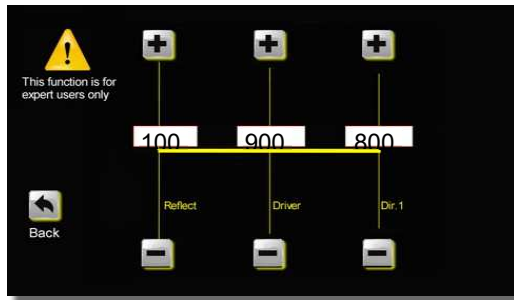 This function is for
expert users only
100
900
800
Reflect
Driver
Dir.1
Back